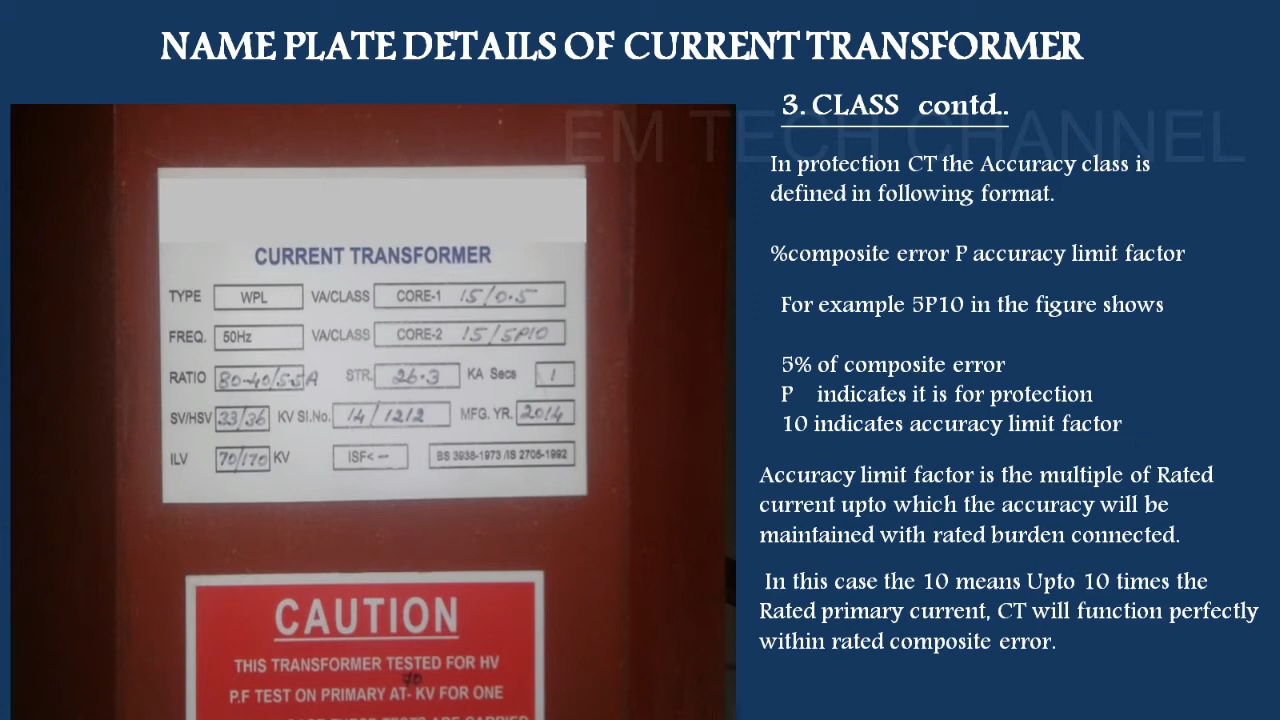 NAME PLATE DETAILS OF CURRENT TRANSFORMER
EM TECH CHANNEL
CURRENT TRANSFORMER
TYPE WPL VA/CLASS CORE-1 15/0.5
FREQ. 50Hz VA/CLASS CORE-2 15/5P10
RATIO 80-40/5-5A STR. 26.3 KA Secs 1
SV/HSV 33/36 KV Sl.No. 14/1212 MFG. YR. 2014
ILV 70/170 KV ISF< - BS 3938-1973 /IS 2705-1992
CAUTION
THIS TRANSFORMER TESTED FOR HV
70
P.F TEST ON PRIMARY AT- KV FOR ONE
THESE TESTS ARE CARRIED
3. CLASS contd..
In protection CT the Accuracy class is
defined in following format.
%composite error P accuracy limit factor
For example 5P10 in the figure shows
5% of composite error
P indicates it is for protection
10 indicates accuracy limit factor
Accuracy limit factor is the multiple of Rated
current upto which the accuracy will be
maintained with rated burden connected.
In this case the 10 means Upto 10 times the
Rated primary current, CT will function perfectly
within rated composite error.